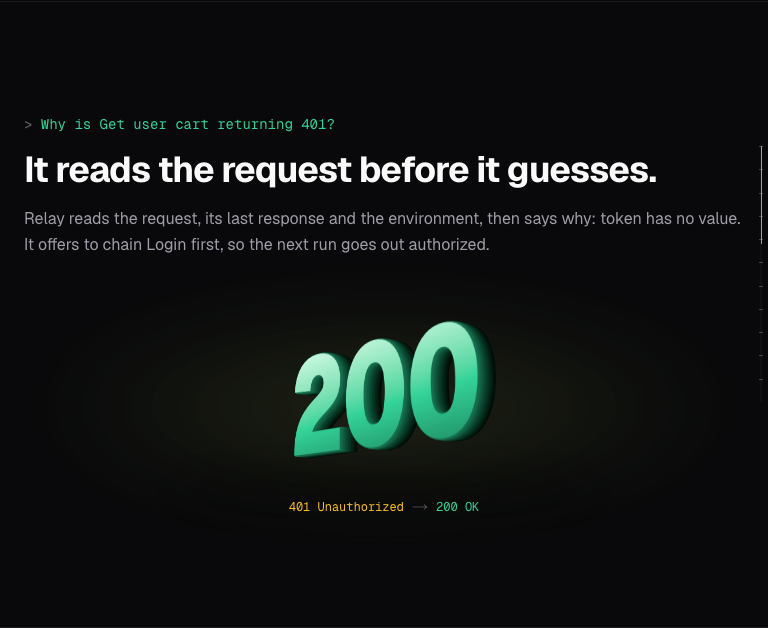 > Why is Get user cart returning 401?
It reads the request before it guesses.
Relay reads the request, its last response and the environment, then says why: token has no value.
It offers to chain Login first, so the next run goes out authorized.
200
401 Unauthorized → 200 OK